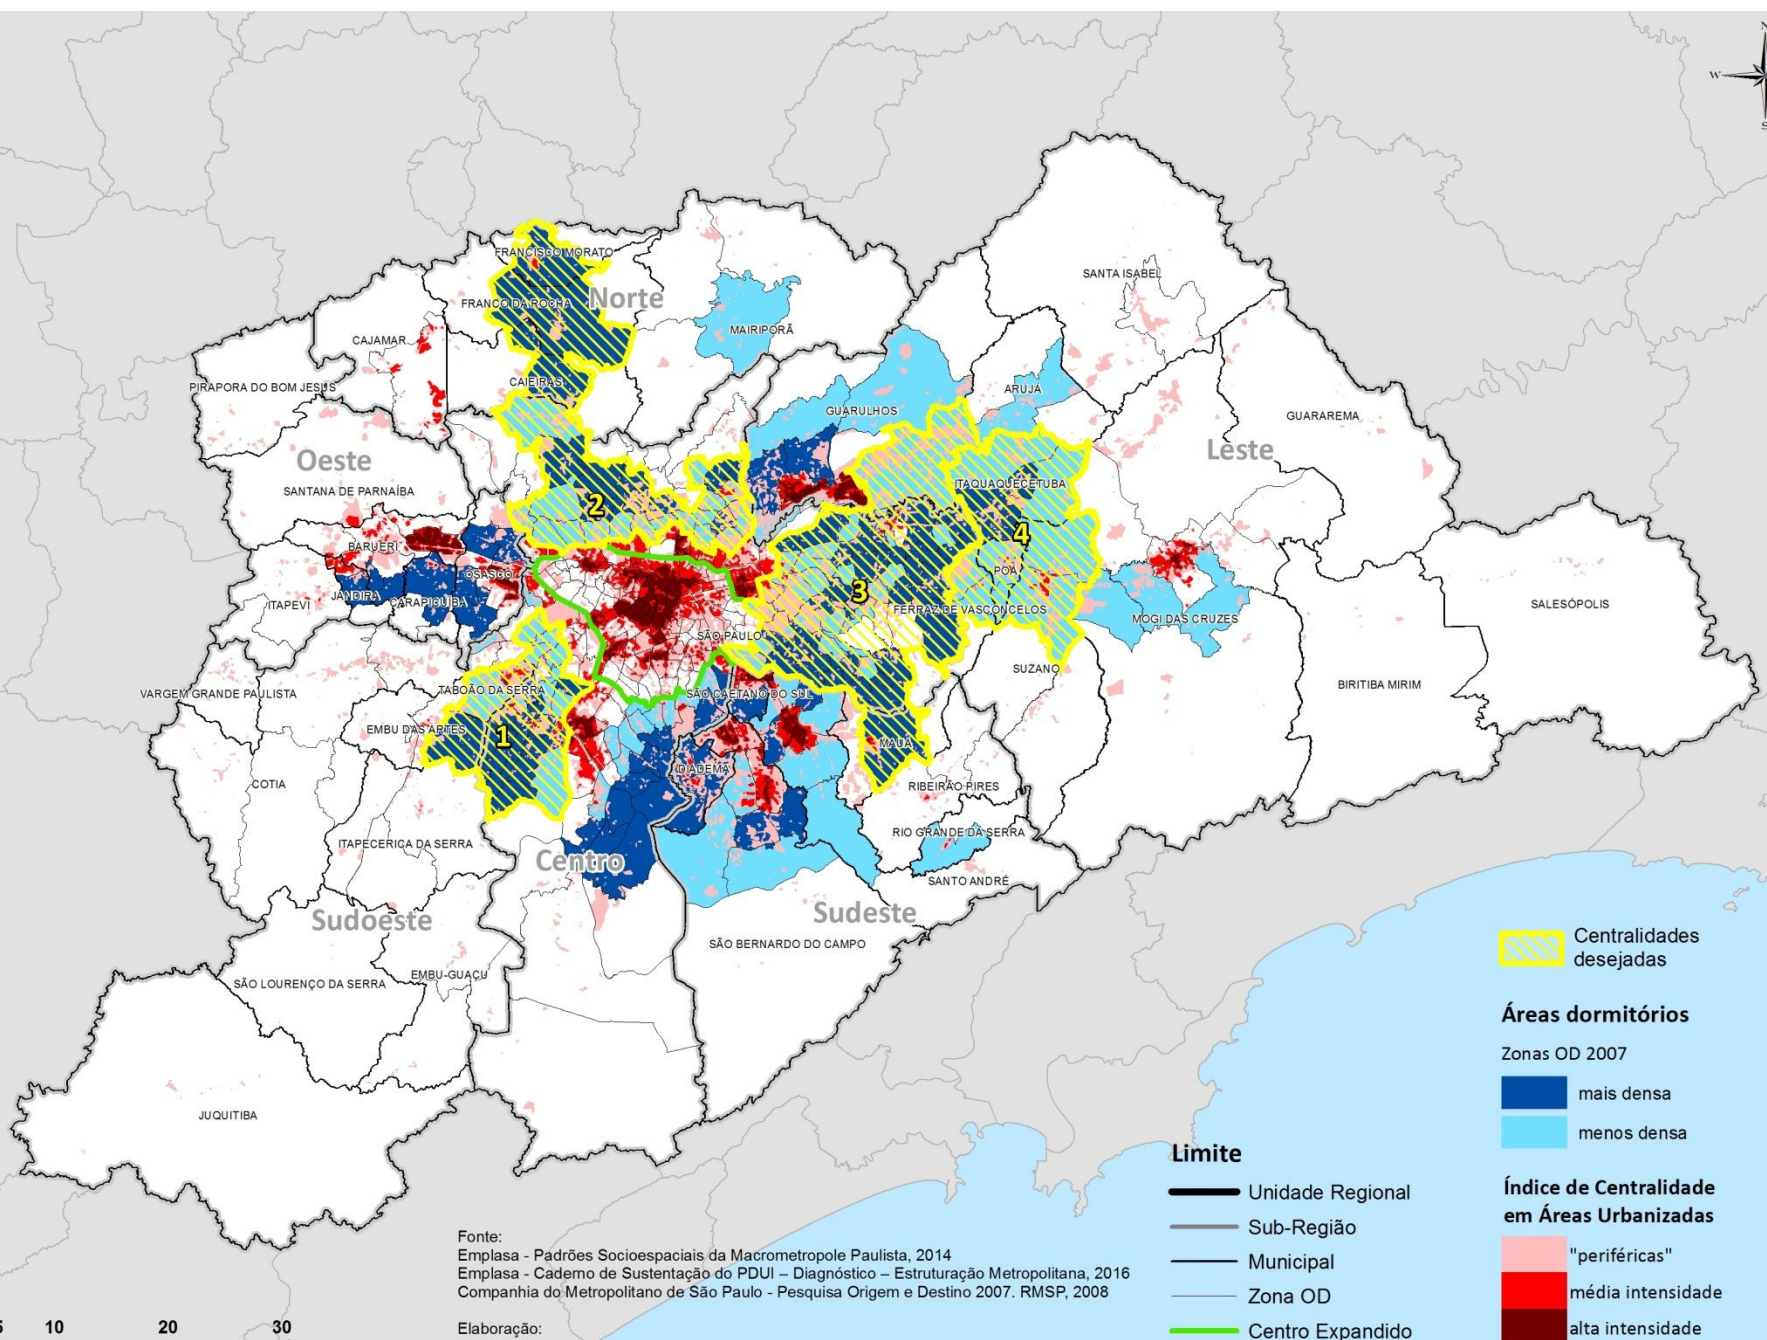 N
W
S
FRANCISCO MORATO
FRANCO DA ROCHA
Norte
SANTA ISABEL
MAIRIPORÃ
CAJAMAR
CAIEIRAS
PIRAPORA DO BOM JESUS
ARUJÁ
GUARULHOS
GUARAREMA
Oeste
Leste
SANTANA DE PARNAÍBA
ITAQUAQUECETUBA
2
4
BARUERI
OSASCO
POÁ
3
JANDIRA
CARAPICUÍBA
ITAPEVI
FERRAZ DE VASCONCELOS
SALESÓPOLIS
MOGI DAS CRUZES
SÃO PAULO
SUZANO
BIRITIBA MIRIM
VARGEM GRANDE PAULISTA
TABOÃO DA SERRA
SÃO CAETANO DO SUL
EMBU DAS ARTES
1
MAUÁ
DIADEMA
COTIA
RIBEIRÃO PIRES
RIO GRANDE DA SERRA
ITAPECERICA DA SERRA
Centro
SANTO ANDRÉ
Sudoeste
Sudeste
SÃO BERNARDO DO CAMPO
EMBU-GUAÇU
SÃO LOURENÇO DA SERRA
JUQUITIBA
Centralidades
desejadas
Áreas dormitórios
Zonas OD 2007
mais densa
menos densa
Índice de Centralidade
em Áreas Urbanizadas
"periféricas"
média intensidade
alta intensidade
Limite
Unidade Regional
Sub-Região
Municipal
Zona OD
Centro Expandido
Fonte:
Emplasa - Padrões Socioespaciais da Macrometropole Paulista, 2014
Emplasa - Caderno de Sustentação do PDUI – Diagnóstico – Estruturação Metropolitana, 2016
Companhia do Metropolitano de São Paulo - Pesquisa Origem e Destino 2007. RMSP, 2008
Elaboração:
5 10 20 30